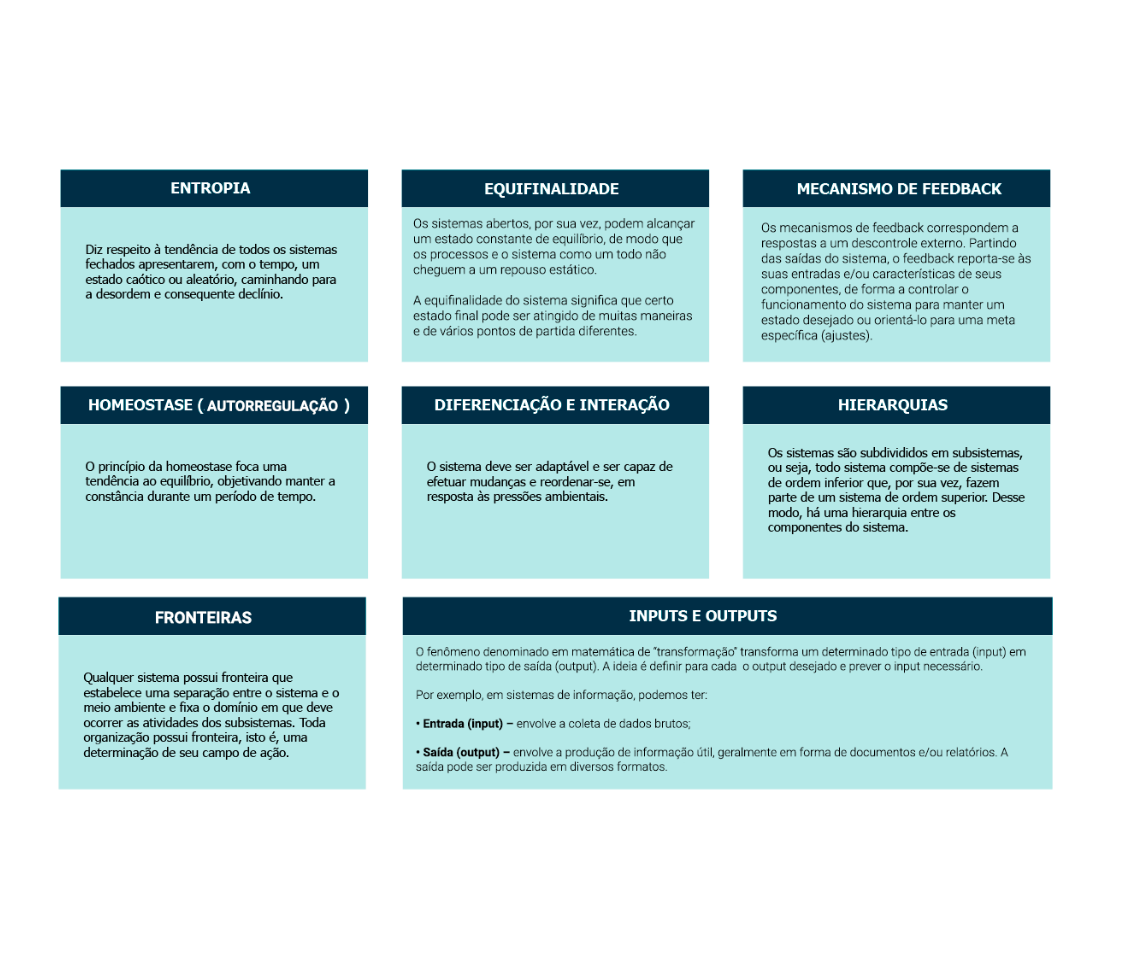 ENTROPIA
Diz respeito à tendência de todos os sistemas
fechados apresentarem, com o tempo, um
estado caótico ou aleatório, caminhando para
a desordem e consequente declínio.
EQUIFINALIDADE
Os sistemas abertos, por sua vez, podem alcançar
um estado constante de equilíbrio, de modo que
os processos e o sistema como um todo não
cheguem a um repouso estático.
A equifinalidade do sistema significa que certo
estado final pode ser atingido de muitas maneiras
e de vários pontos de partida diferentes.
MECANISMO DE FEEDBACK
Os mecanismos de feedback correspondem a
respostas a um descontrole externo. Partindo
das saídas do sistema, o feedback reporta-se às
suas entradas e/ou características de seus
componentes, de forma a controlar o
funcionamento do sistema para manter um
estado desejado ou orientá-lo para uma meta
específica (ajustes).
HOMEOSTASE ( AUTORREGULAÇÃO )
O princípio da homeostase foca uma
tendência ao equilíbrio, objetivando manter a
constância durante um período de tempo.
DIFERENCIAÇÃO E INTERAÇÃO
O sistema deve ser adaptável e ser capaz de
efetuar mudanças e reordenar-se, em
resposta às pressões ambientais.
HIERARQUIAS
Os sistemas são subdivididos em subsistemas,
ou seja, todo sistema compõe-se de sistemas
de ordem inferior que, por sua vez, fazem
parte de um sistema de ordem superior. Desse
modo, há uma hierarquia entre os
componentes do sistema.
FRONTEIRAS
Qualquer sistema possui fronteira que
estabelece uma separação entre o sistema e o
meio ambiente e fixa o domínio em que deve
ocorrer as atividades dos subsistemas. Toda
organização possui fronteira, isto é, uma
determinação de seu campo de ação.
INPUTS E OUTPUTS
O fenômeno denominado em matemática de “transformação” transforma um determinado tipo de entrada (input) em
determinado tipo de saída (output). A ideia é definir para cada o output desejado e prever o input necessário.
Por exemplo, em sistemas de informação, podemos ter:
• Entrada (input) – envolve a coleta de dados brutos;
• Saída (output) – envolve a produção de informação útil, geralmente em forma de documentos e/ou relatórios. A
saída pode ser produzida em diversos formatos.